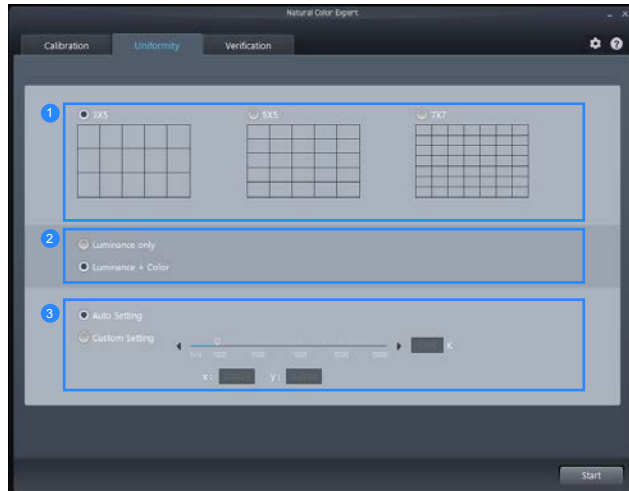 Natural Color Expert
Calibration Uniformity Verification
1 3X5 5X5 7X7
2 Luminance only
Luminance + Color
3 Auto Setting
Custom Setting K
x: y:
Start